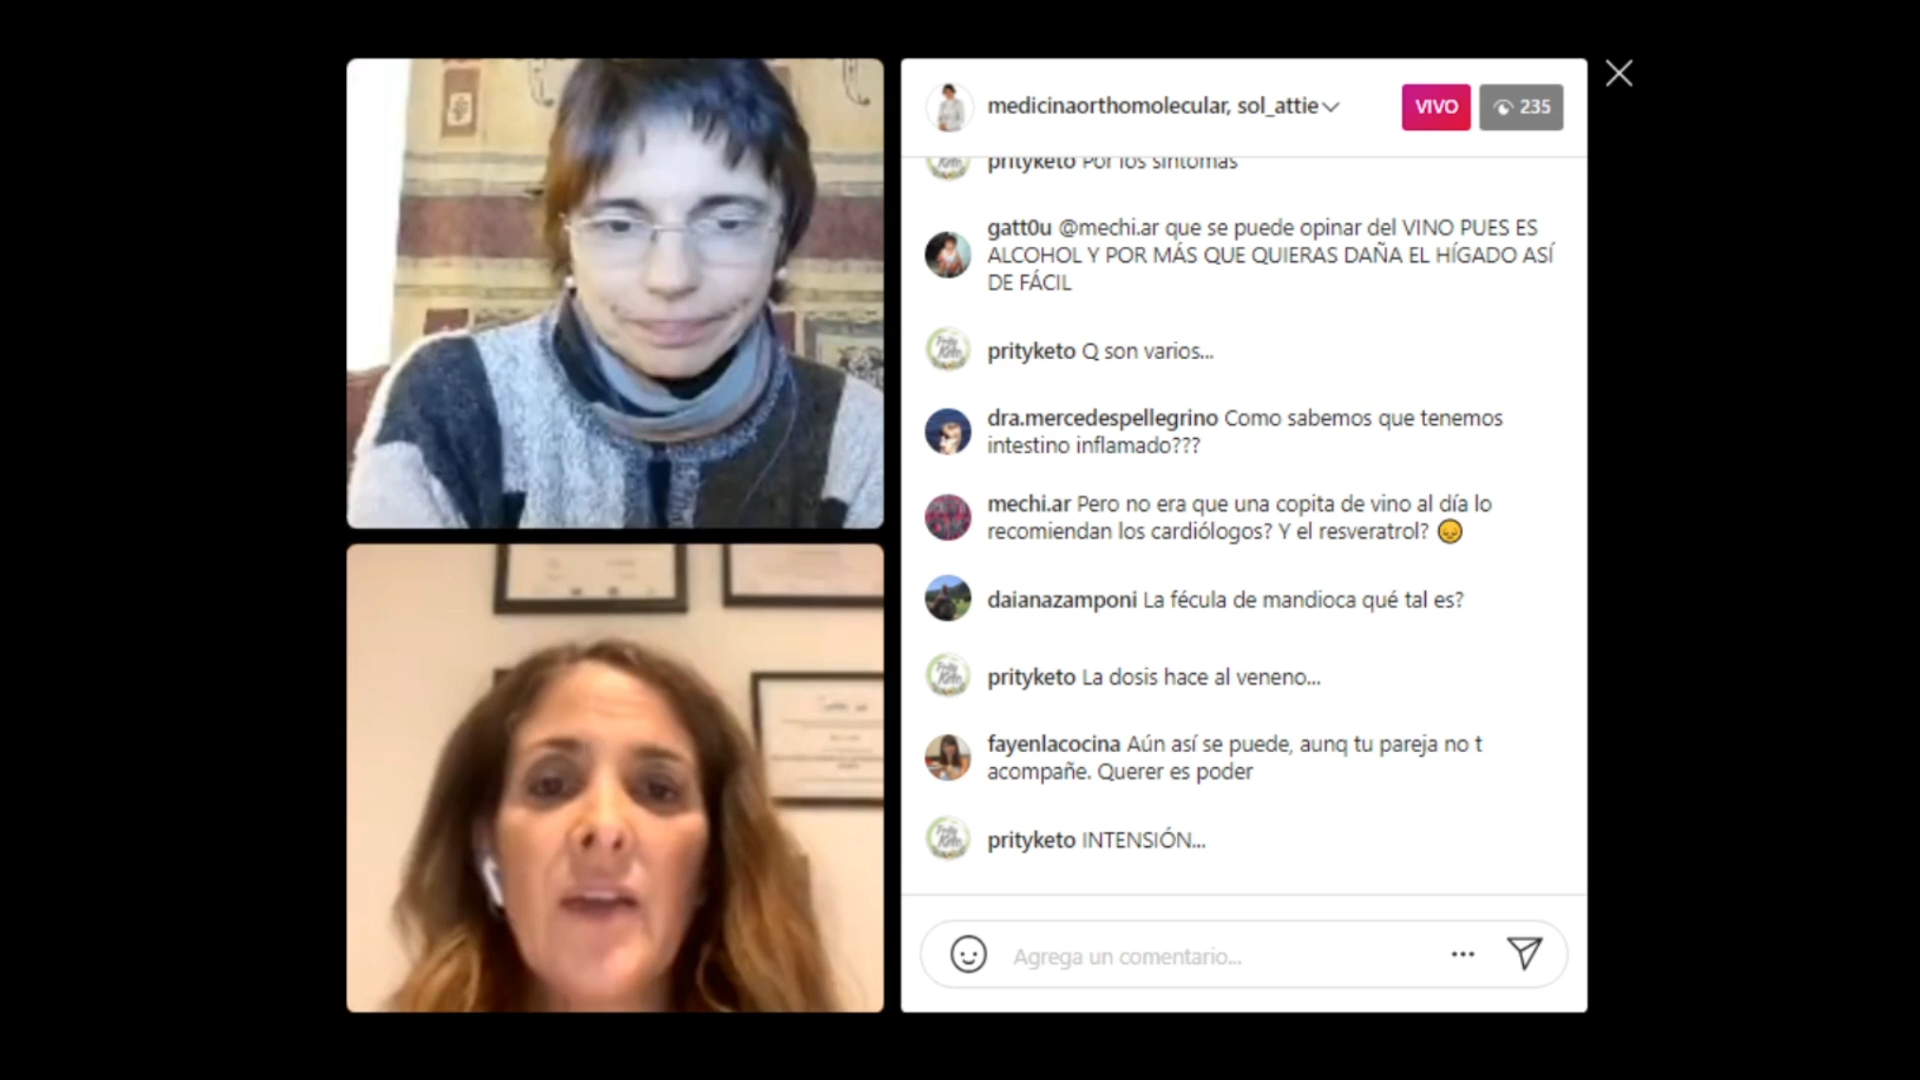 medicinaorthomolecular, sol_attie
VIVO
235
prityketo Por los síntomas
gatt0u @mechi.ar que se puede opinar del VINO PUES ES
ALCOHOL Y POR MÁS QUE QUIERAS DAÑA EL HÍGADO ASÍ
DE FÁCIL
prityketo Q son varios...
dra.mercedespellegrino Como sabemos que tenemos
intestino inflamado???
mechi.ar Pero no era que una copita de vino al día lo
recomiendan los cardiólogos? Y el resveratrol? 😔
daianazamponi La fécula de mandioca qué tal es?
prityketo La dosis hace al veneno...
fayenlacocina Aún así se puede, aunq tu pareja no t
acompañe. Querer es poder
prityketo INTENSIÓN...
Agrega un comentario...